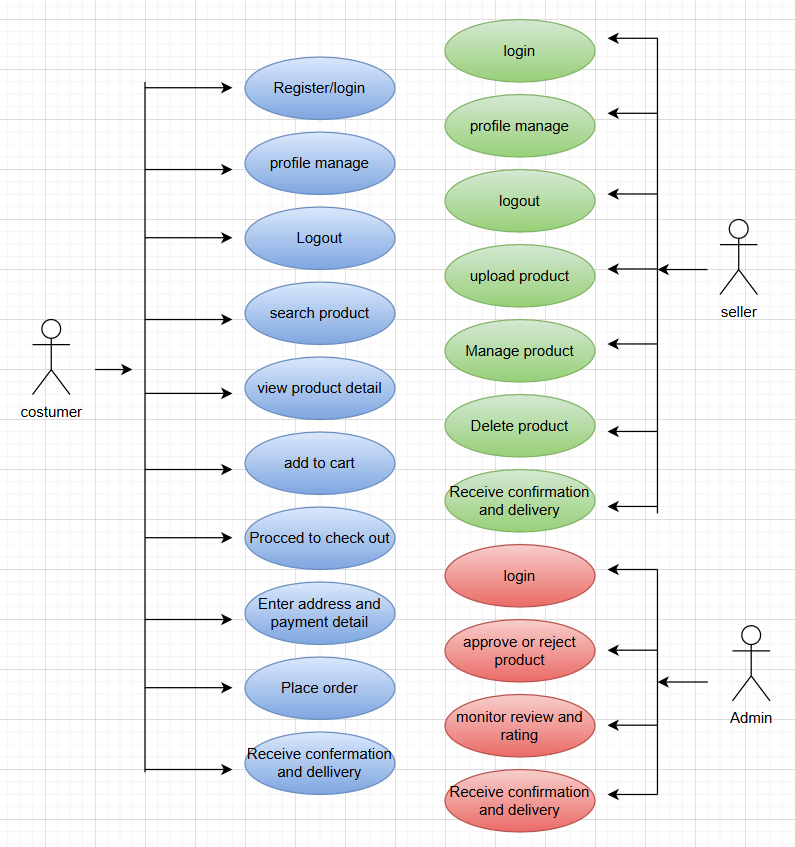 Register/login
profile manage
Logout
search product
view product detail
add to cart
Procced to check out
Enter address and
payment detail
Place order
Receive confermation
and dellivery
costumer
login
profile manage
logout
upload product
Manage product
Delete product
Receive confirmation
and delivery
seller
login
approve or reject
product
monitor review and
rating
Receive confirmation
and delivery
Admin